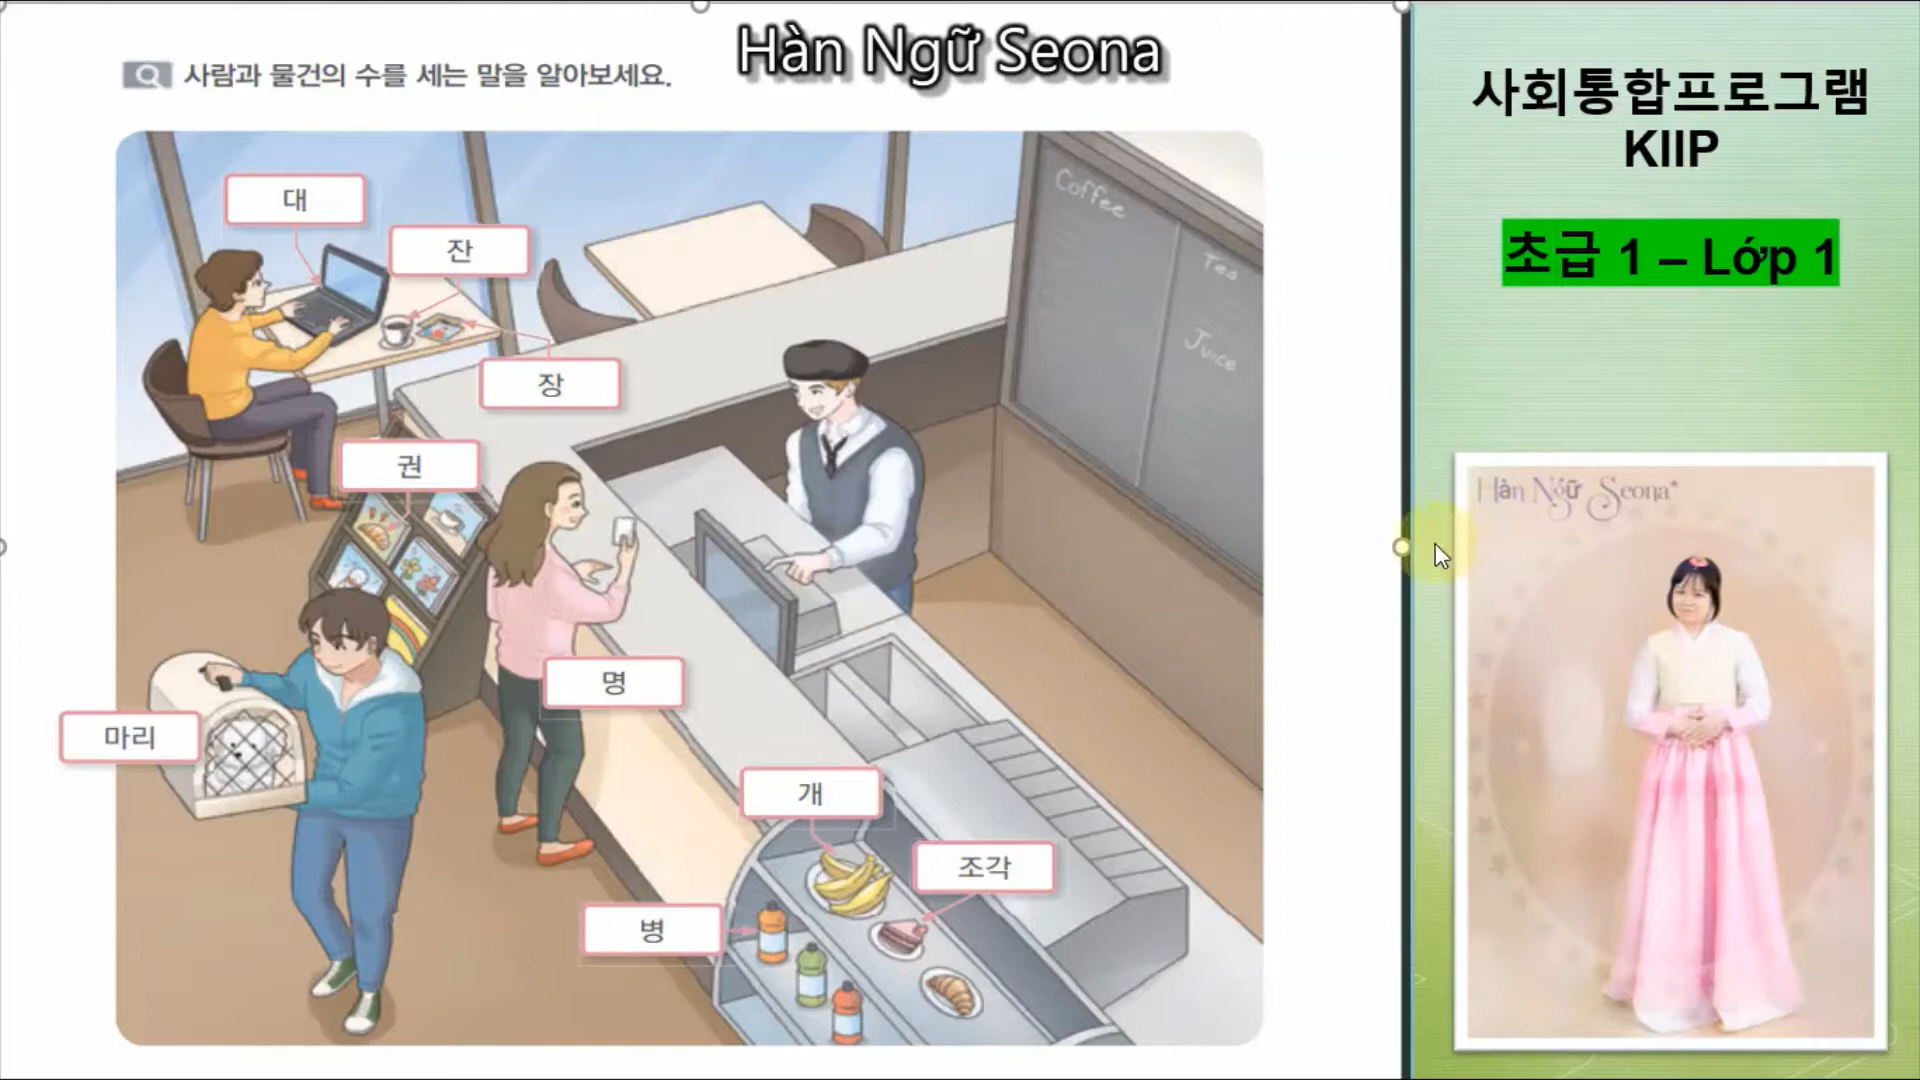 Hàn Ngữ Seona
사람과 물건의 수를 세는 말을 알아보세요.
대
잔
장
권
명
마리
개
조각
병
Coffee
Tea
Juice
사회통합프로그램
KIIP
초급 1 – Lớp 1
Hàn Ngữ Seona